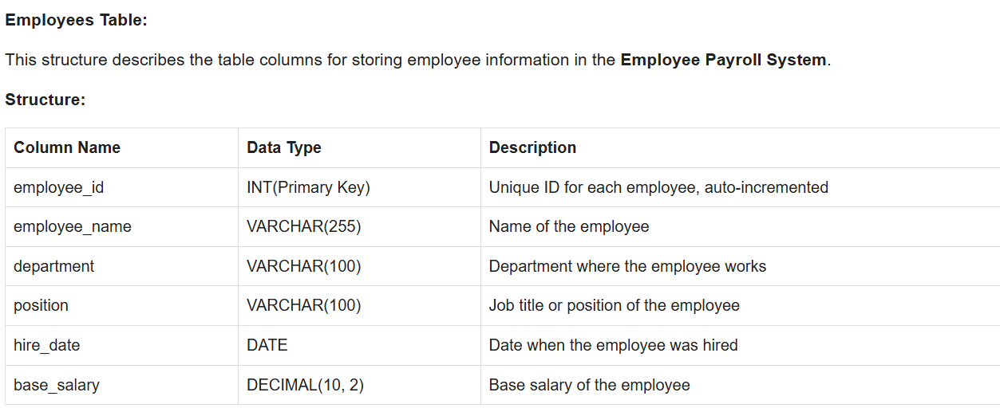 Employees Table:
This structure describes the table columns for storing employee information in the Employee Payroll System.
Structure:
Column Name Data Type Description
employee_id INT(Primary Key) Unique ID for each employee, auto-incremented
employee_name VARCHAR(255) Name of the employee
department VARCHAR(100) Department where the employee works
position VARCHAR(100) Job title or position of the employee
hire_date DATE Date when the employee was hired
base_salary DECIMAL(10, 2) Base salary of the employee